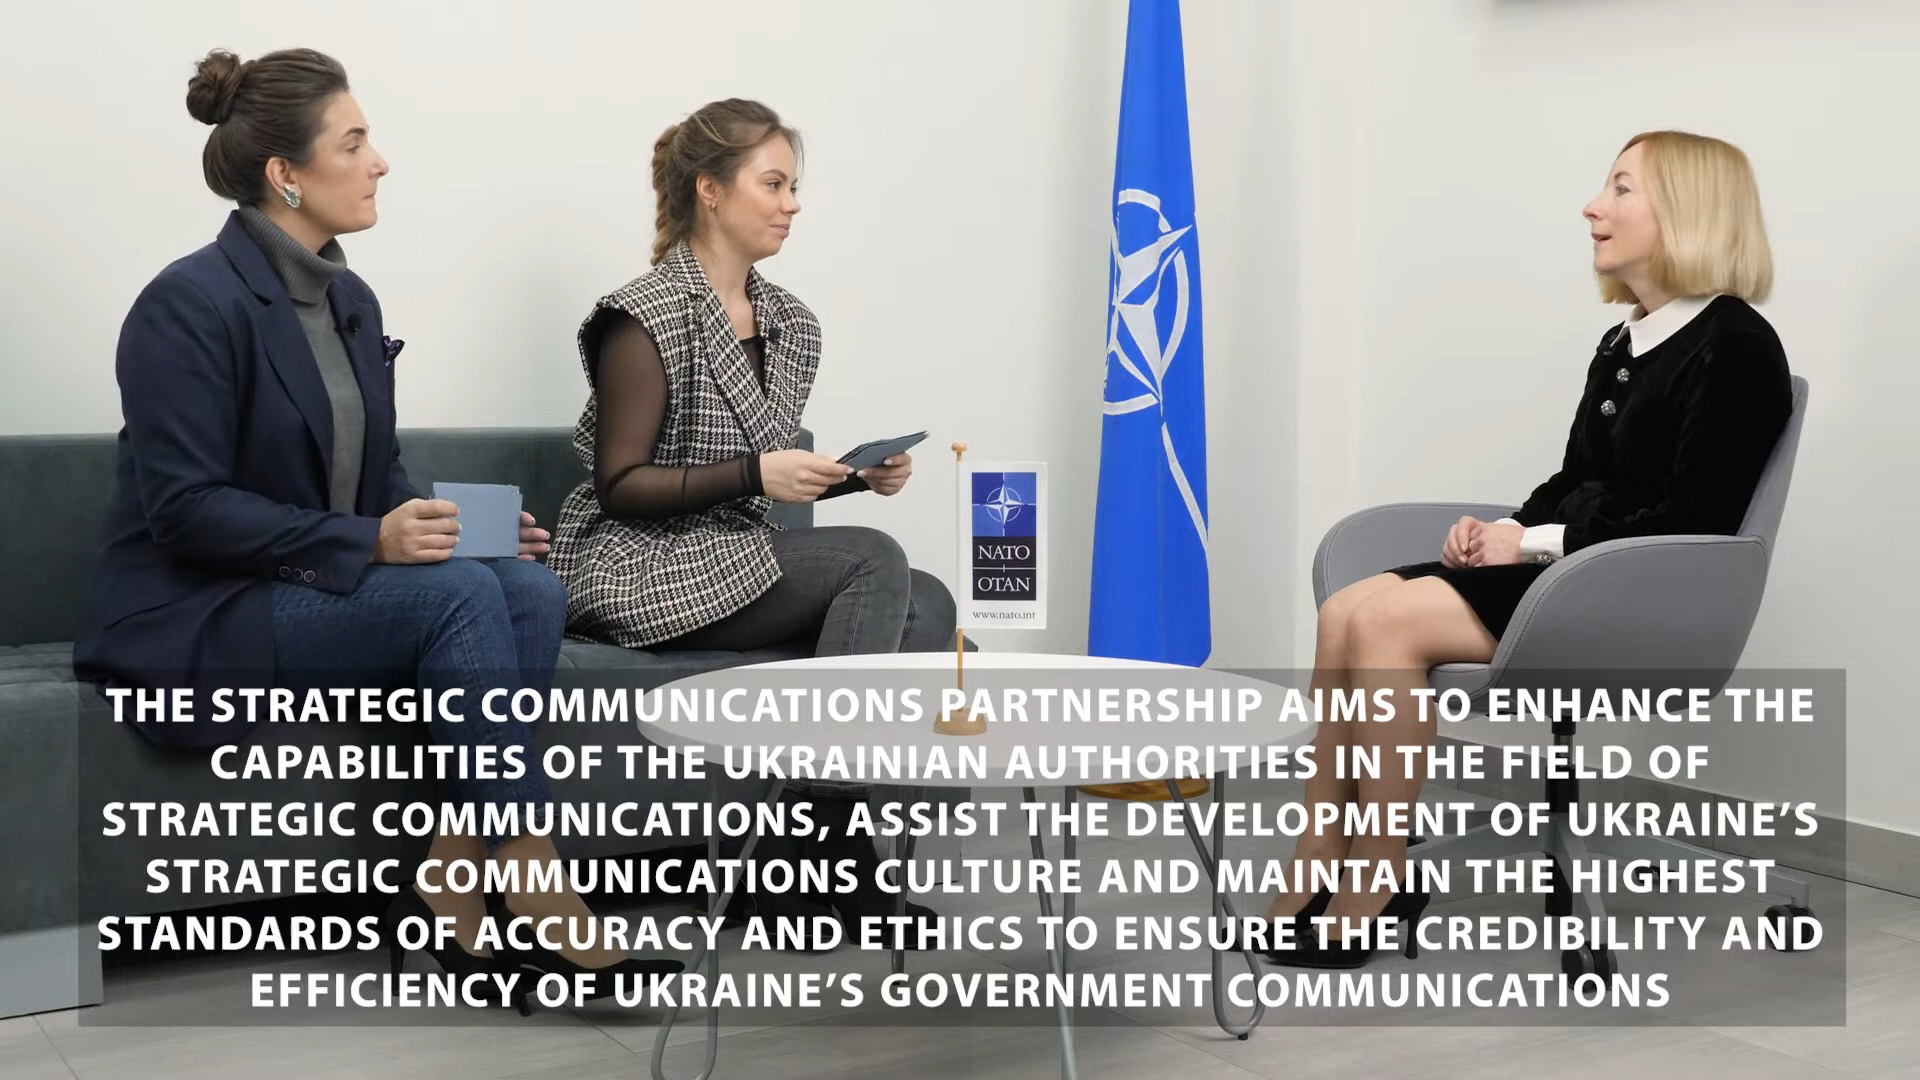 NATO
OTAN
www.nato.int
THE STRATEGIC COMMUNICATIONS PARTNERSHIP AIMS TO ENHANCE THE
CAPABILITIES OF THE UKRAINIAN AUTHORITIES IN THE FIELD OF
STRATEGIC COMMUNICATIONS, ASSIST THE DEVELOPMENT OF UKRAINE’S
STRATEGIC COMMUNICATIONS CULTURE AND MAINTAIN THE HIGHEST
STANDARDS OF ACCURACY AND ETHICS TO ENSURE THE CREDIBILITY AND
EFFICIENCY OF UKRAINE’S GOVERNMENT COMMUNICATIONS